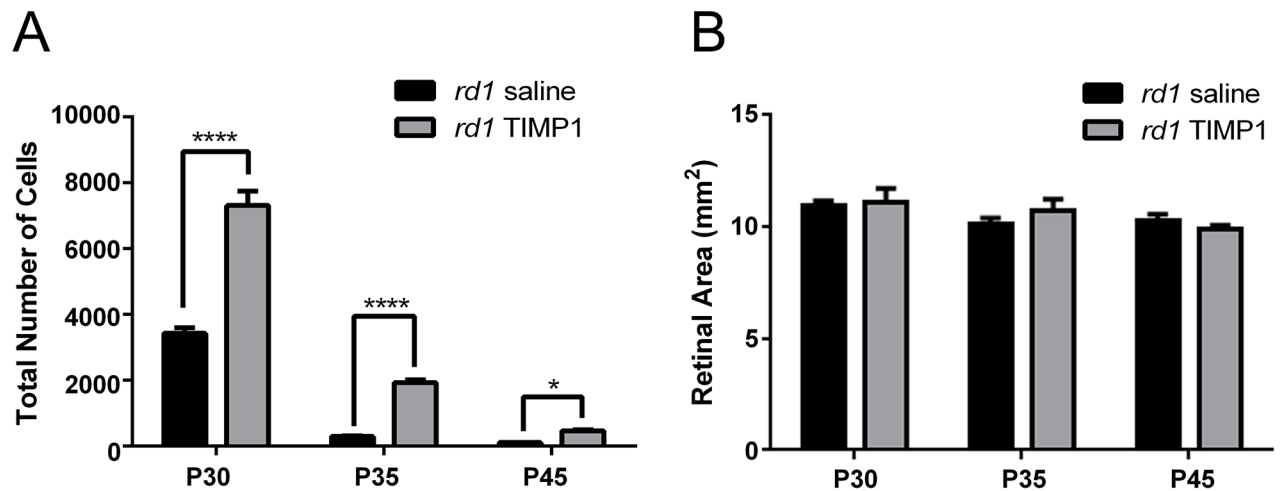 A
rd1 saline
rd1 TIMP1
Total Number of Cells
10000
8000
6000
4000
2000
0
****
****
*
P30 P35 P45
B
rd1 saline
rd1 TIMP1
Retinal Area (mm²)
15
10
5
0
P30 P35 P45